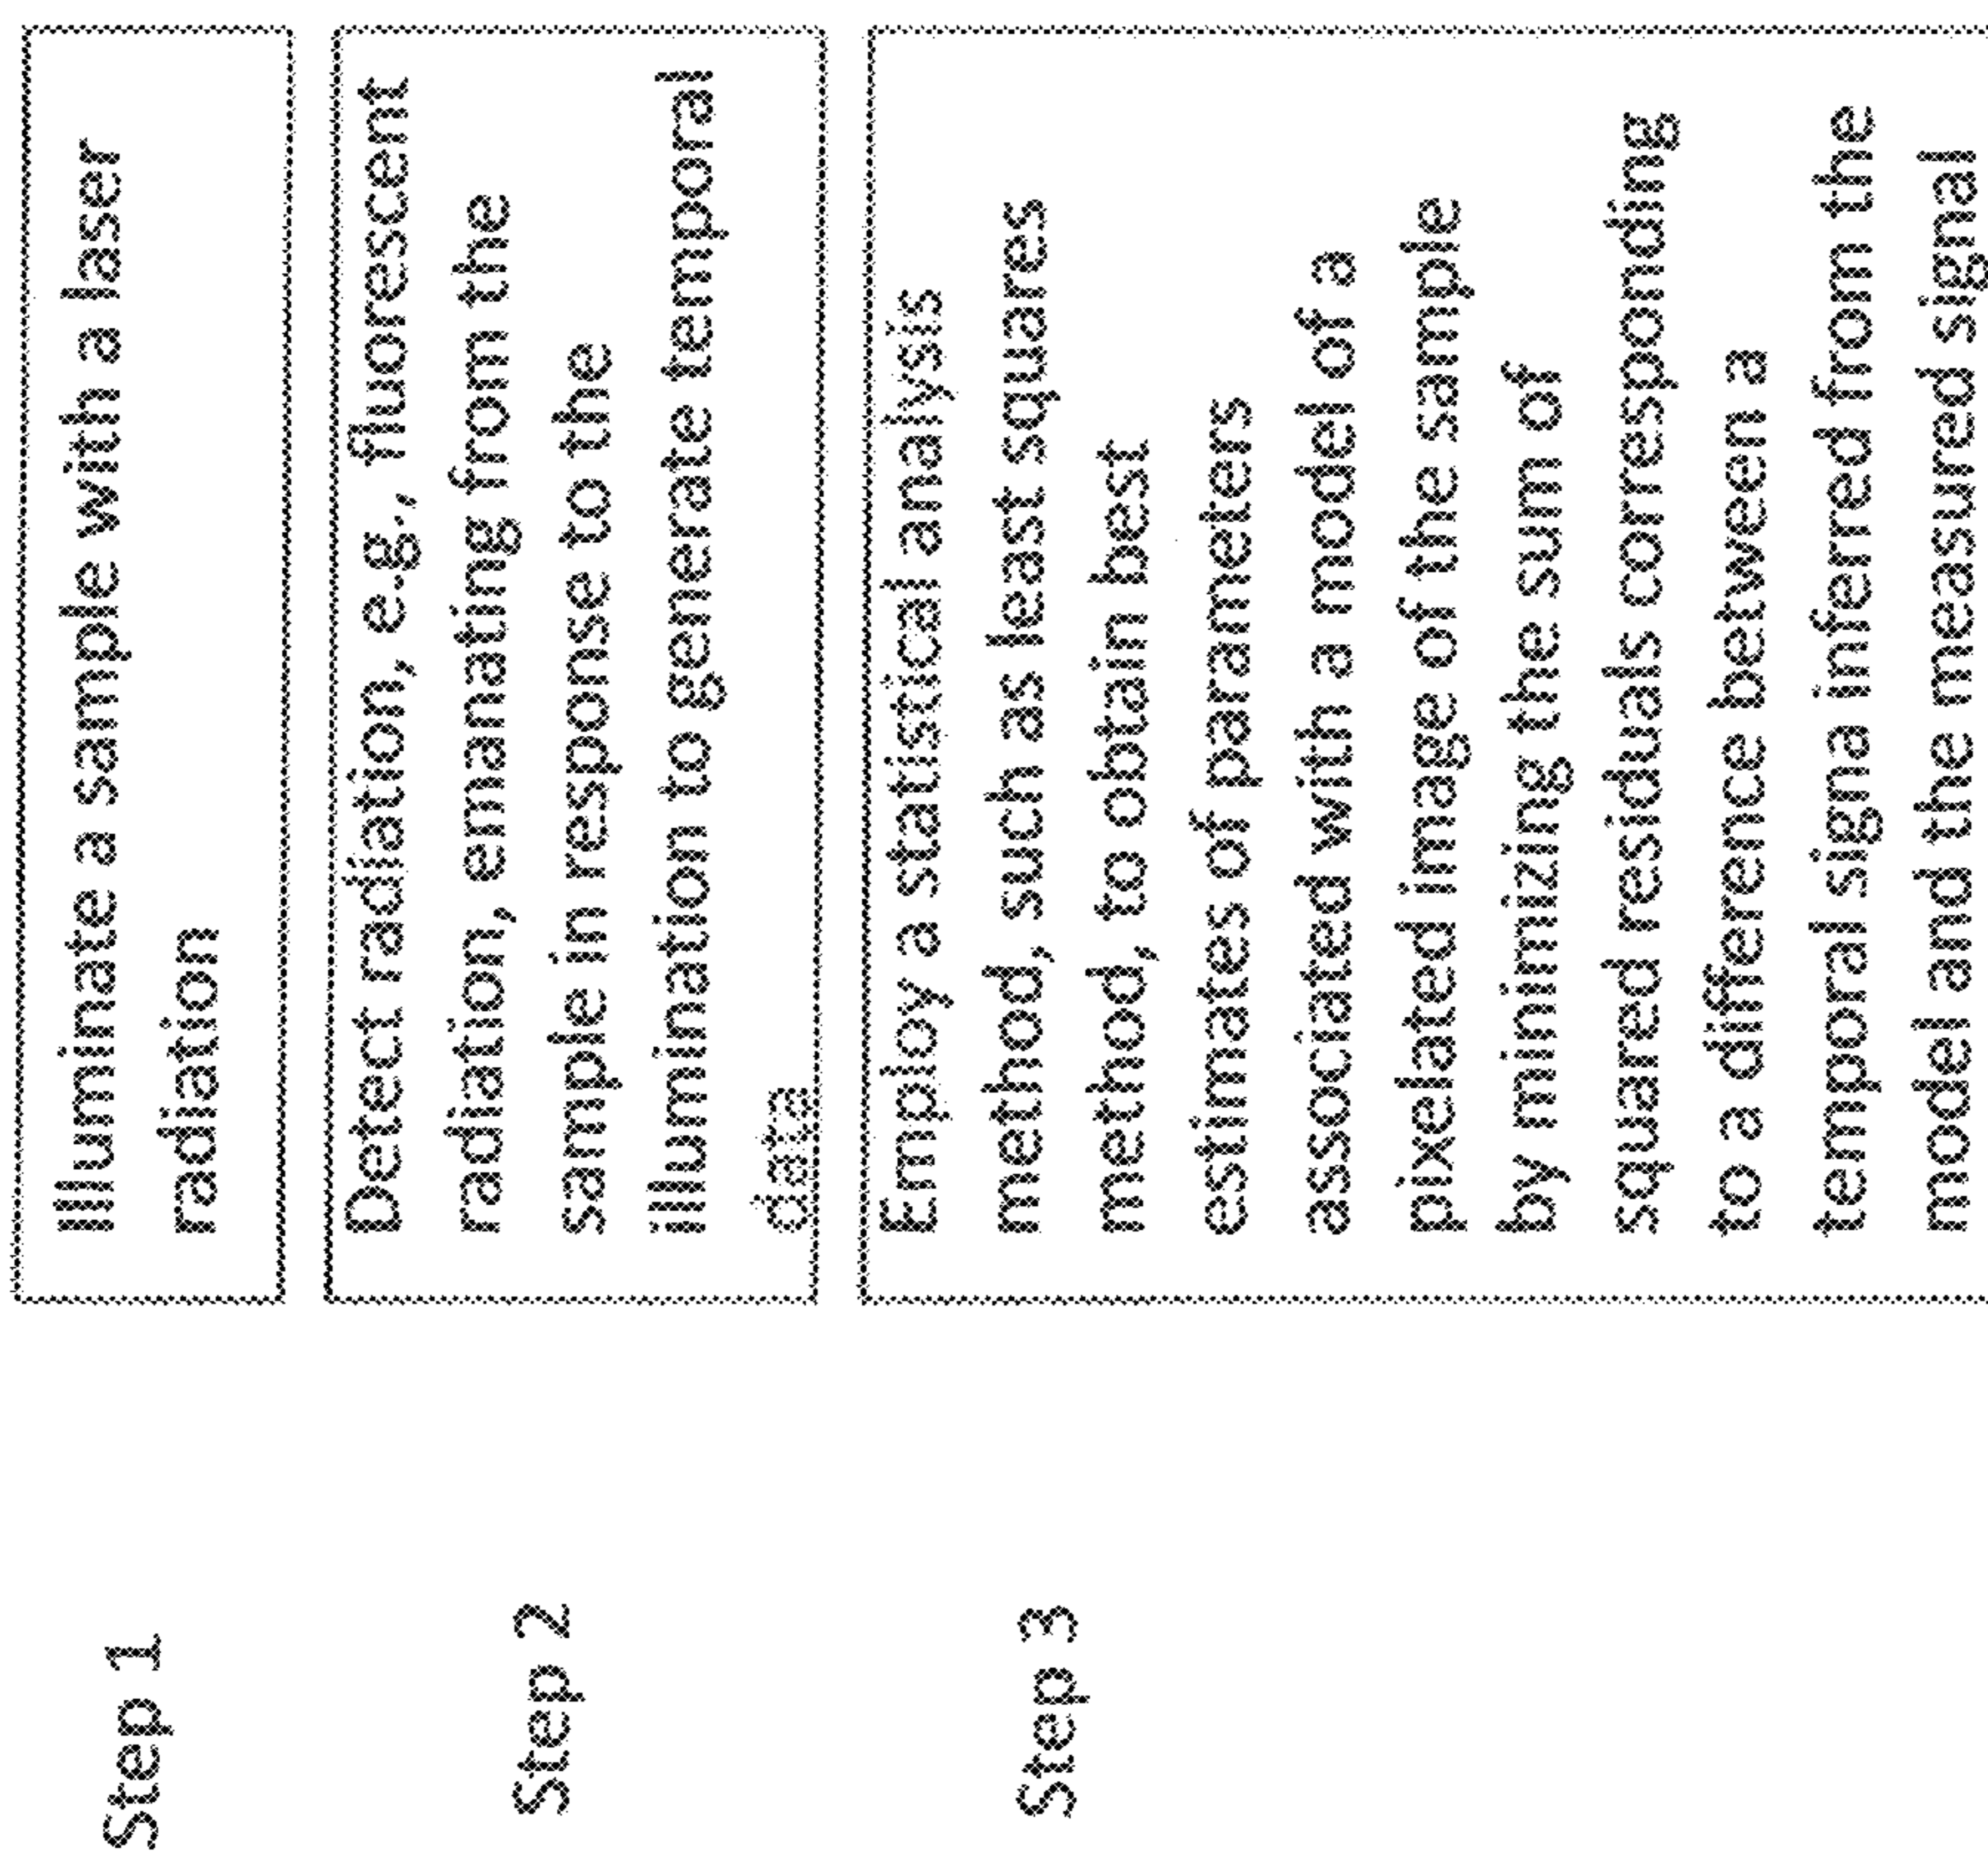 Step 1
Illuminate a sample with a laser
radiation
Step 2
Detect radiation, e.g., fluorescent
radiation, emanating from the
sample in response to the
illumination to generate temporal
data
Step 3
Employ a statistical analysis
method, such as least squares
method, to obtain best
estimates of parameters
associated with a model of a
pixelated image of the sample
by minimizing the sum of
squared residuals corresponding
to a difference between a
temporal signa inferred from the
model and the measured signal